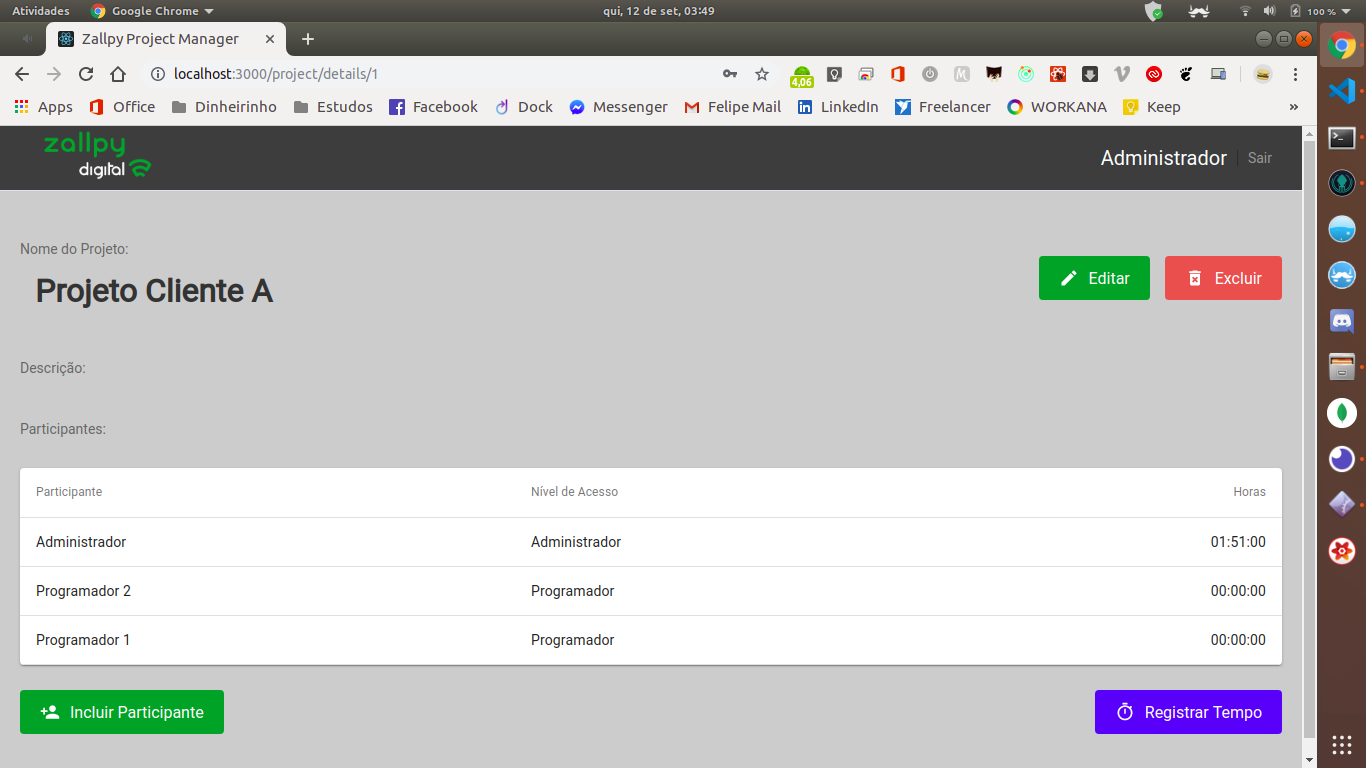 Atividades Google Chrome qui, 12 de set, 03:49 100 %
Zallpy Project Manager
localhost:3000/project/details/1 4,06
Apps Office Dinheirinho Estudos Facebook Dock Messenger Felipe Mail LinkedIn Freelancer WORKANA Keep »
zallpy
digital
Administrador Sair
Nome do Projeto:
Projeto Cliente A
Editar Excluir
Descrição:
Participantes:
Participante Nível de Acesso Horas
Administrador Administrador 01:51:00
Programador 2 Programador 00:00:00
Programador 1 Programador 00:00:00
Incluir Participante Registrar Tempo